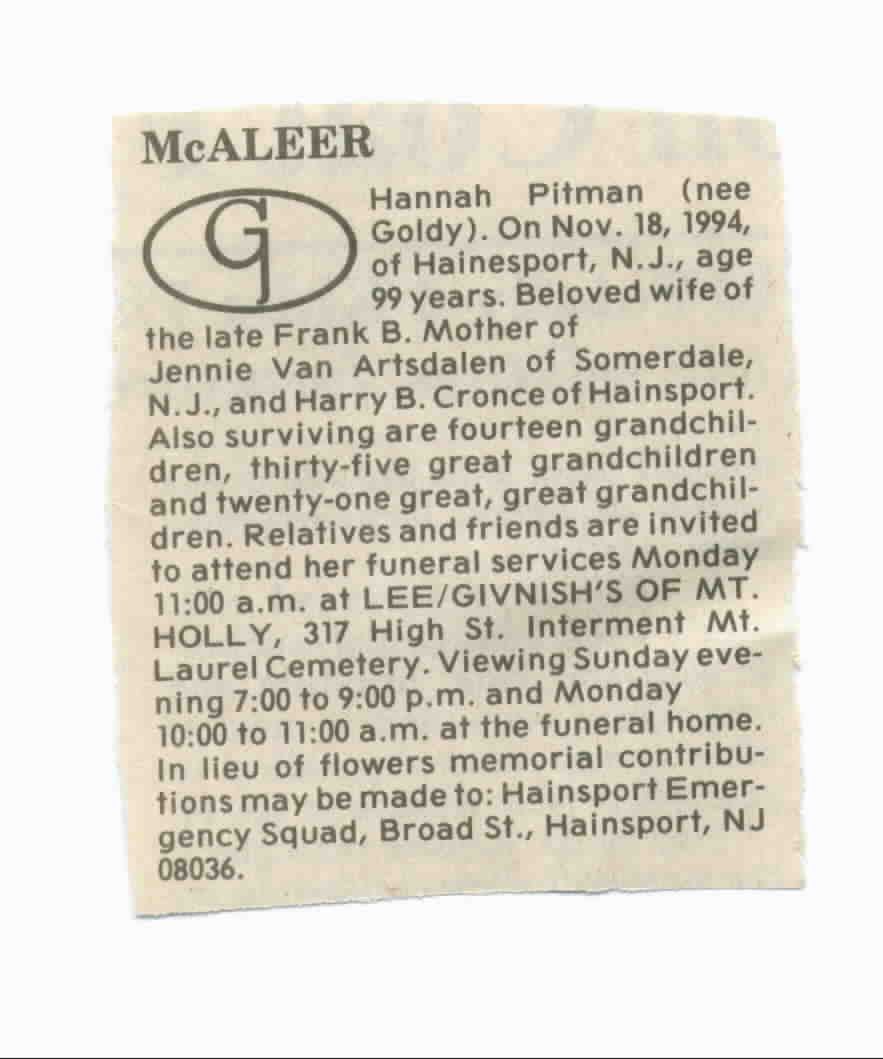 McALEER
G
Hannah Pitman (nee
Goldy). On Nov. 18, 1994,
of Hainesport, N.J., age
99 years. Beloved wife of
the late Frank B. Mother of
Jennie Van Artsdalen of Somerdale,
N.J., and Harry B. Cronce of Hainsport.
Also surviving are fourteen grandchil-
dren, thirty-five great grandchildren
and twenty-one great, great grandchil-
dren. Relatives and friends are invited
to attend her funeral services Monday
11:00 a.m. at LEE/GIVNISH'S OF MT.
HOLLY, 317 High St. Interment Mt.
Laurel Cemetery. Viewing Sunday eve-
ning 7:00 to 9:00 p.m. and Monday
10:00 to 11:00 a.m. at the funeral home.
In lieu of flowers memorial contribu-
tions may be made to: Hainsport Emer-
gency Squad, Broad St., Hainsport, NJ
08036.